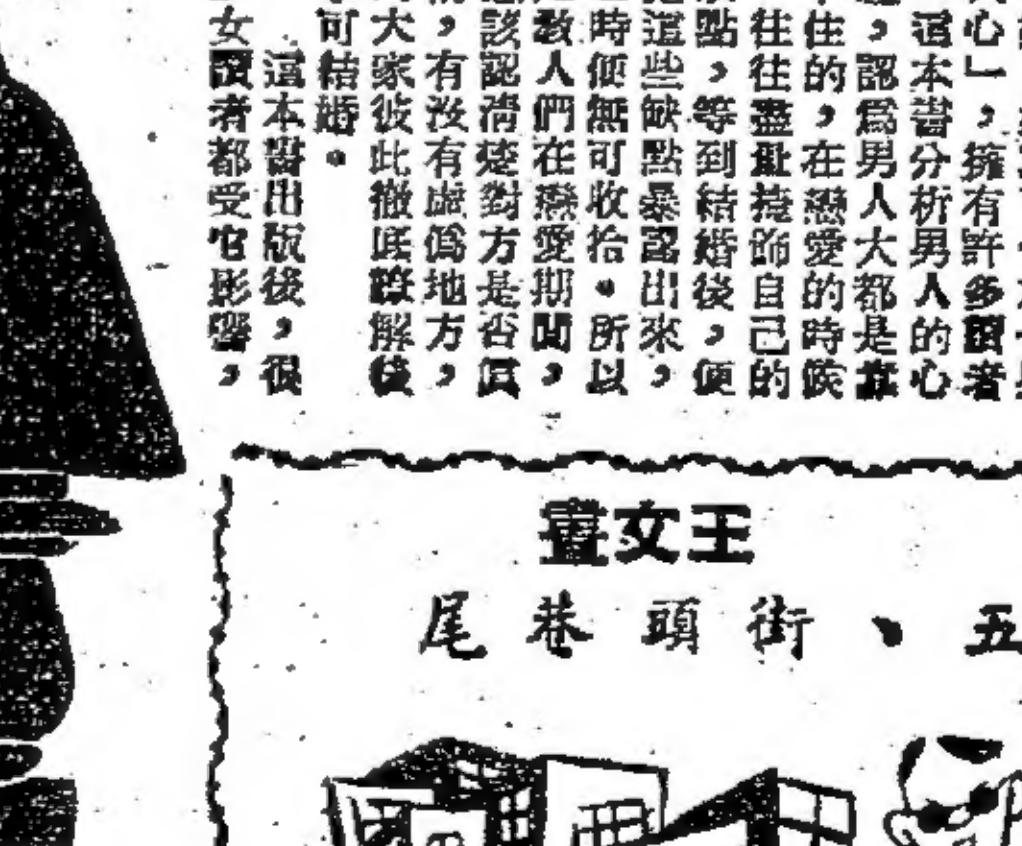 心」，擁有許多讀者
這本書分析男人的心
，認爲男人大都是靠
住的，在戀愛的時候
往往盡量掩飾自己的
點，等到結婚後，便
這些缺點暴露出來，
時便無可收拾。所以
教人們在戀愛期間，
該認清楚對方是否真
，有沒有虛僞地方，
大家彼此徹底瞭解後
可結婚。
這本書出版後，很
女讀者都受它影響，
王女畫
五、街頭巷尾